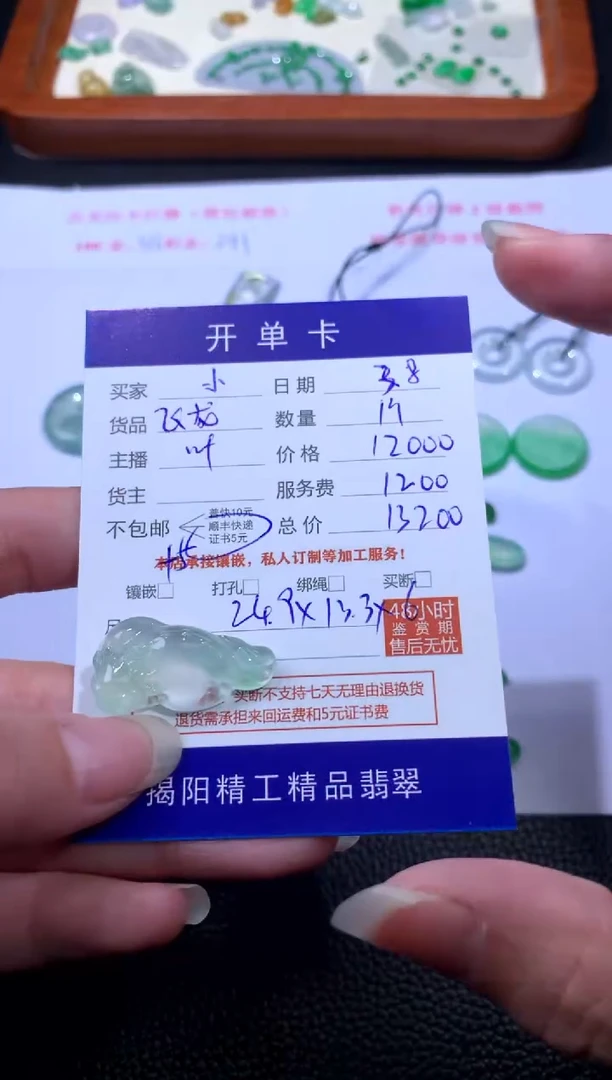 开单卡
买家 小 日期 3.8
货品 飞龙 数量 1件
主播 叶 价格 12000
货主 服务费 1200
不包邮 普快10元 顺丰快递 证书5元 总价 13200
+15
本店承接镶嵌，私人订制等加工服务！
镶嵌 打孔 绑绳 买断
24.9×13.3×6
48小时
鉴赏期
售后无忧
买断不支持七天无理由退换货
退货需承担来回运费和5元证书费
揭阳精工精品翡翠